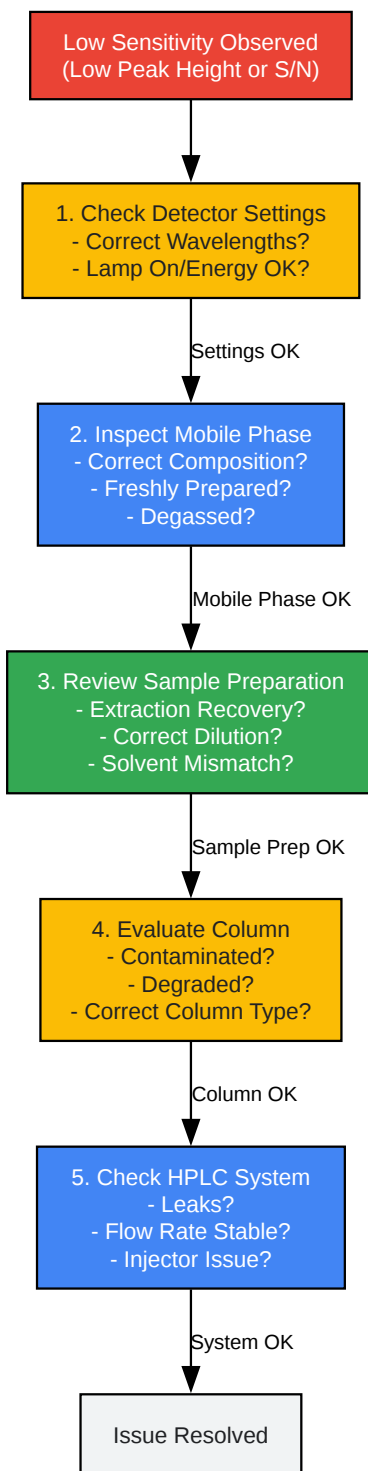 Low Sensitivity Observed
(Low Peak Height or S/N)
1. Check Detector Settings
- Correct Wavelengths?
- Lamp On/Energy OK?
Settings OK
2. Inspect Mobile Phase
- Correct Composition?
- Freshly Prepared?
- Degassed?
Mobile Phase OK
3. Review Sample Preparation
- Extraction Recovery?
- Correct Dilution?
- Solvent Mismatch?
Sample Prep OK
4. Evaluate Column
- Contaminated?
- Degraded?
- Correct Column Type?
Column OK
5. Check HPLC System
- Leaks?
- Flow Rate Stable?
- Injector Issue?
System OK
Issue Resolved